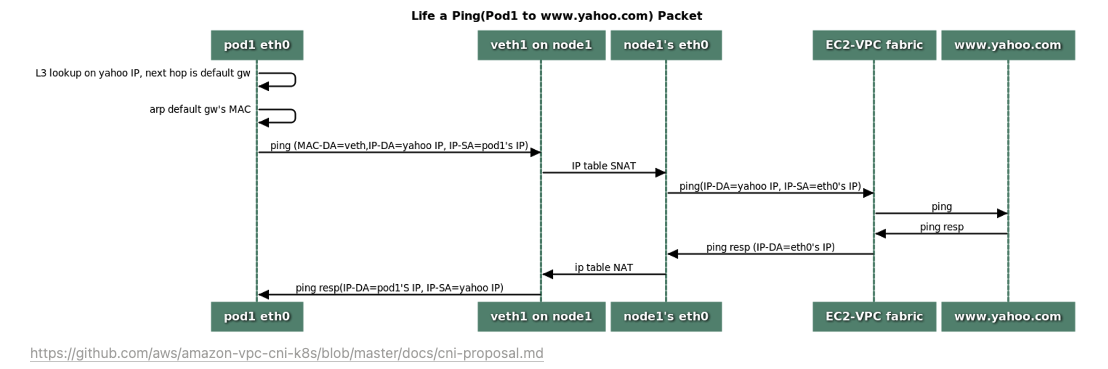 Life a Ping(Pod1 to www.yahoo.com) Packet
pod1 eth0
veth1 on node1
node1's eth0
EC2-VPC fabric
www.yahoo.com
L3 lookup on yahoo IP, next hop is default gw
arp default gw's MAC
ping (MAC-DA=veth,IP-DA=yahoo IP, IP-SA=pod1's IP)
IP table SNAT
ping(IP-DA=yahoo IP, IP-SA=eth0's IP)
ping
ping resp
ping resp (IP-DA=eth0's IP)
ip table NAT
ping resp(IP-DA=pod1'S IP, IP-SA=yahoo IP)
pod1 eth0
veth1 on node1
node1's eth0
EC2-VPC fabric
www.yahoo.com
https://github.com/aws/amazon-vpc-cni-k8s/blob/master/docs/cni-proposal.md